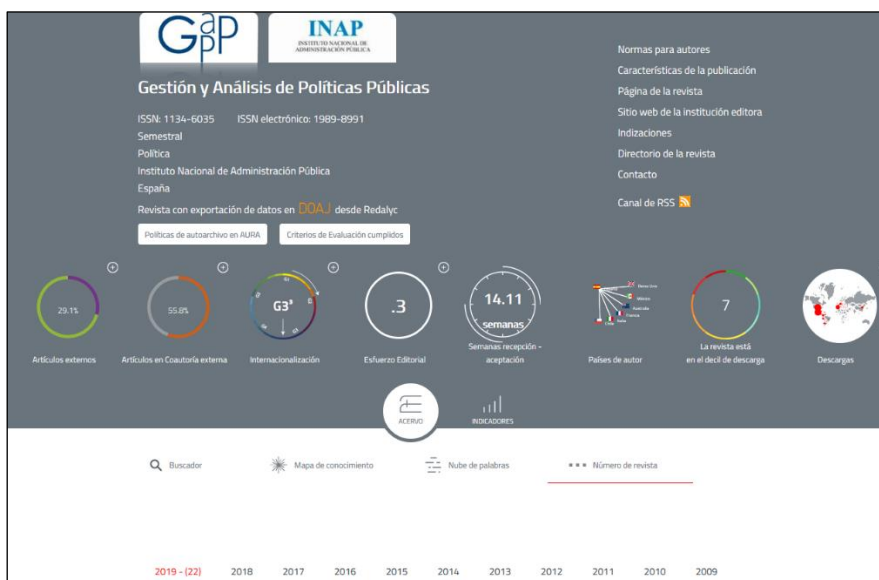 GaPP
INAP
INSTITUTO NACIONAL DE
ADMINISTRACIÓN PÚBLICA
Gestión y Análisis de Políticas Públicas
ISSN: 1134-6035 ISSN electrónico: 1989-8991
Semestral
Política
Instituto Nacional de Administración Pública
España
Revista con exportación de datos en DOAJ desde Redalyc
Políticas de autoarchivo en AURA Criterios de Evaluación cumplidos
Normas para autores
Características de la publicación
Página de la revista
Sitio web de la institución editora
Indizaciones
Directorio de la revista
Contacto
Canal de RSS
29.1%
Artículos externos
55.8%
Artículos en Coautoría externa
G3³
Internacionalización
.3
Esfuerzo Editorial
14.11
semanas
Semanas recepción -
aceptación
Países de autor
7
La revista está
en el decil de descarga
Descargas
ACERVO
INDICADORES
Buscador Mapa de conocimiento Nube de palabras Número de revista
2019 - (22) 2018 2017 2016 2015 2014 2013 2012 2011 2010 2009